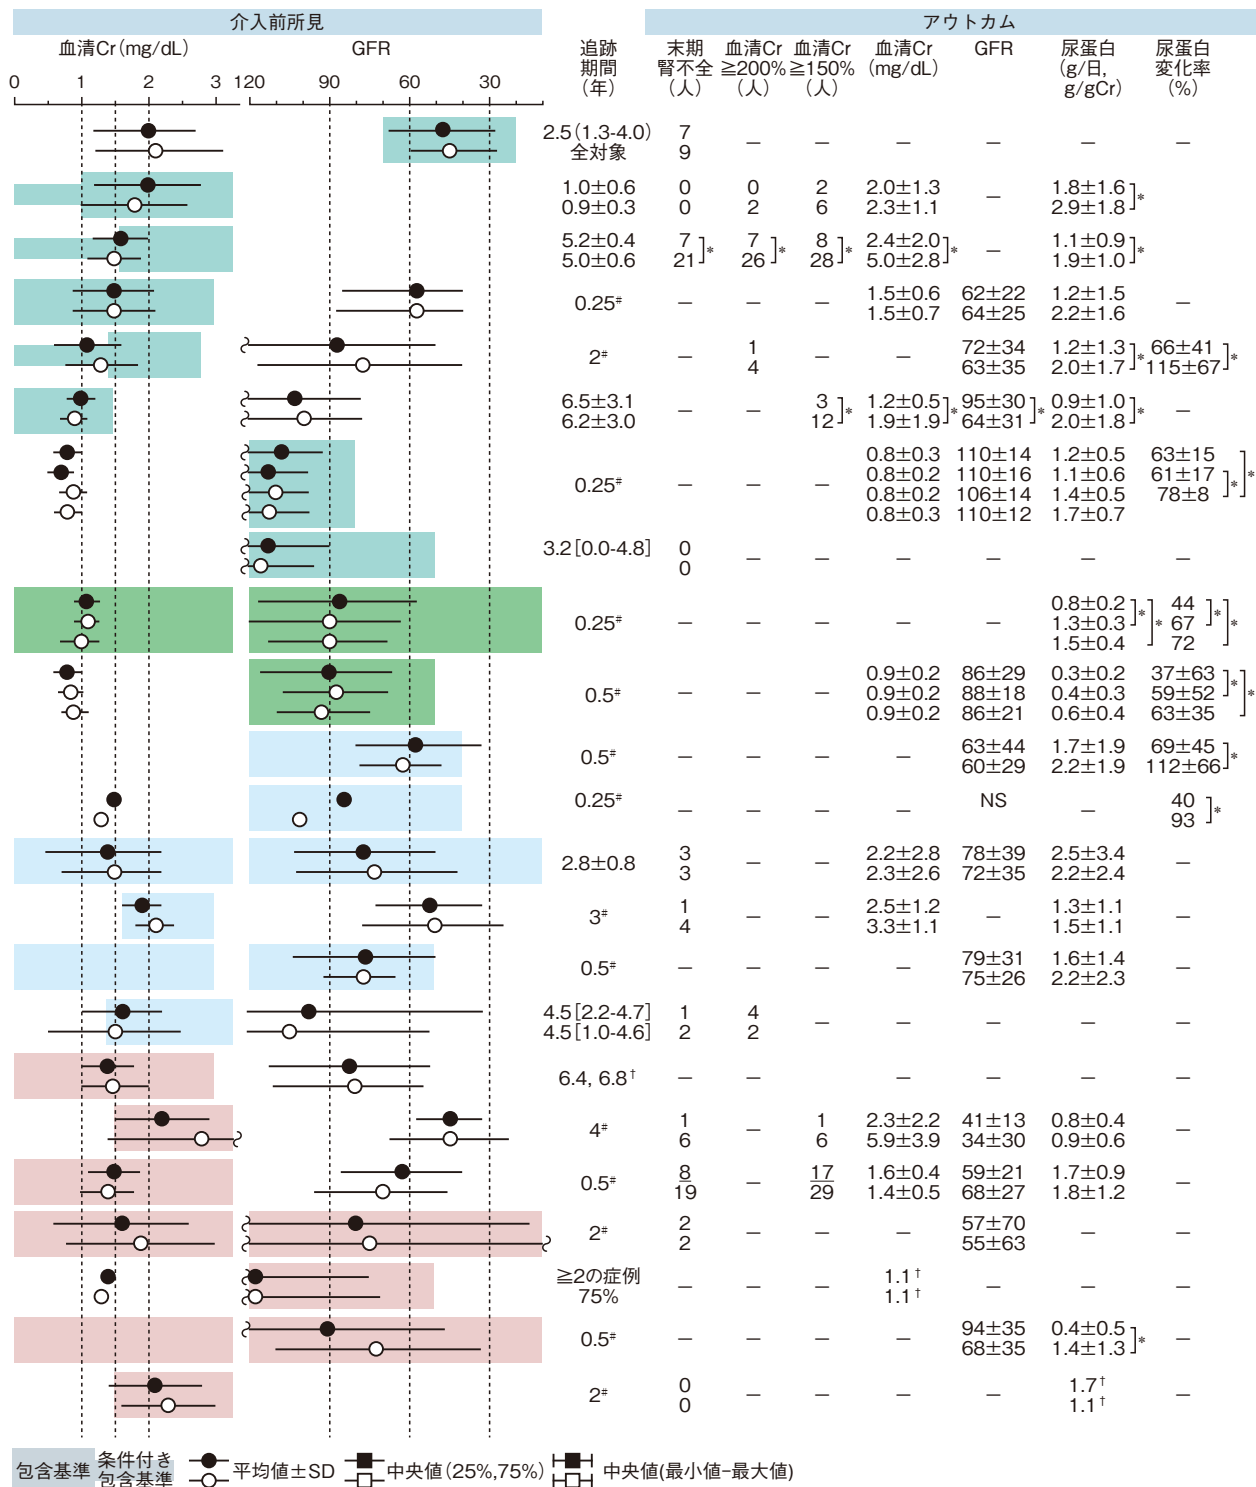 介入前所見
アウトカム
血清Cr(mg/dL)
GFR
追跡
期間
(年)
末期
腎不全
(人)
血清Cr
≧200%
(人)
血清Cr
≧150%
(人)
血清Cr
(mg/dL)
GFR
尿蛋白
(g/日,
g/gCr)
尿蛋白
変化率
(%)
0 1 2 3 120 90 60 30
2.5(1.3-4.0) 7
全対象 9 — — — — — —
1.0±0.6 0 0 2 2.0±1.3 — 1.8±1.6 ]*
0.9±0.3 0 2 6 2.3±1.1 2.9±1.8
5.2±0.4 7 ]* 7 ]* 8 ]* 2.4±2.0 ]* — 1.1±0.9 ]*
5.0±0.6 21 26 28 5.0±2.8 1.9±1.0
0.25# — — — 1.5±0.6 62±22 1.2±1.5 —
1.5±0.7 64±25 2.2±1.6
2# — 1 — — 72±34 1.2±1.3 ]* 66±41 ]*
4 63±35 2.0±1.7 115±67
6.5±3.1 — — 3 ]* 1.2±0.5 ]* 95±30 ]* 0.9±1.0 ]* —
6.2±3.0 12 1.9±1.9 64±31 2.0±1.8
0.8±0.3 110±14 1.2±0.5 63±15
0.25# — — — 0.8±0.2 110±16 1.1±0.6 61±17 ]* ]*
0.8±0.2 106±14 1.4±0.5 78±8
0.8±0.3 110±12 1.7±0.7
3.2[0.0-4.8] 0 — — — — — —
0
0.8±0.2 ]* ]* 44 ]* ]*
0.25# — — — — — 1.3±0.3 67
1.5±0.4 72
0.9±0.2 86±29 0.3±0.2 37±63 ]* ]*
0.5# — — — 0.9±0.2 88±18 0.4±0.3 59±52
0.9±0.2 86±21 0.6±0.4 63±35
0.5# — — — — 63±44 1.7±1.9 69±45 ]*
60±29 2.2±1.9 112±66
0.25# — — — — NS — 40 ]*
93
2.8±0.8 3 — — 2.2±2.8 78±39 2.5±3.4 —
3 2.3±2.6 72±35 2.2±2.4
3# 1 — — 2.5±1.2 — 1.3±1.1 —
4 3.3±1.1 1.5±1.1
0.5# — — — — 79±31 1.6±1.4 —
75±26 2.2±2.3
4.5[2.2-4.7] 1 4 — — — — —
4.5[1.0-4.6] 2 2
6.4, 6.8† — — — — — — —
4# 1 — 1 2.3±2.2 41±13 0.8±0.4 —
6 6 5.9±3.9 34±30 0.9±0.6
0.5# 8 — 17 1.6±0.4 59±21 1.7±0.9 —
19 29 1.4±0.5 68±27 1.8±1.2
2# 2 — — — 57±70 — —
2 55±63
≧2の症例 — — — 1.1† — — —
75% 1.1†
0.5# — — — — 94±35 0.4±0.5 ]* —
68±35 1.4±1.3
2# 0 — — — — 1.7† —
0 1.1†
包含基準
条件付き
包含基準
平均値±SD
中央値(25%,75%)
中央値(最小値-最大値)